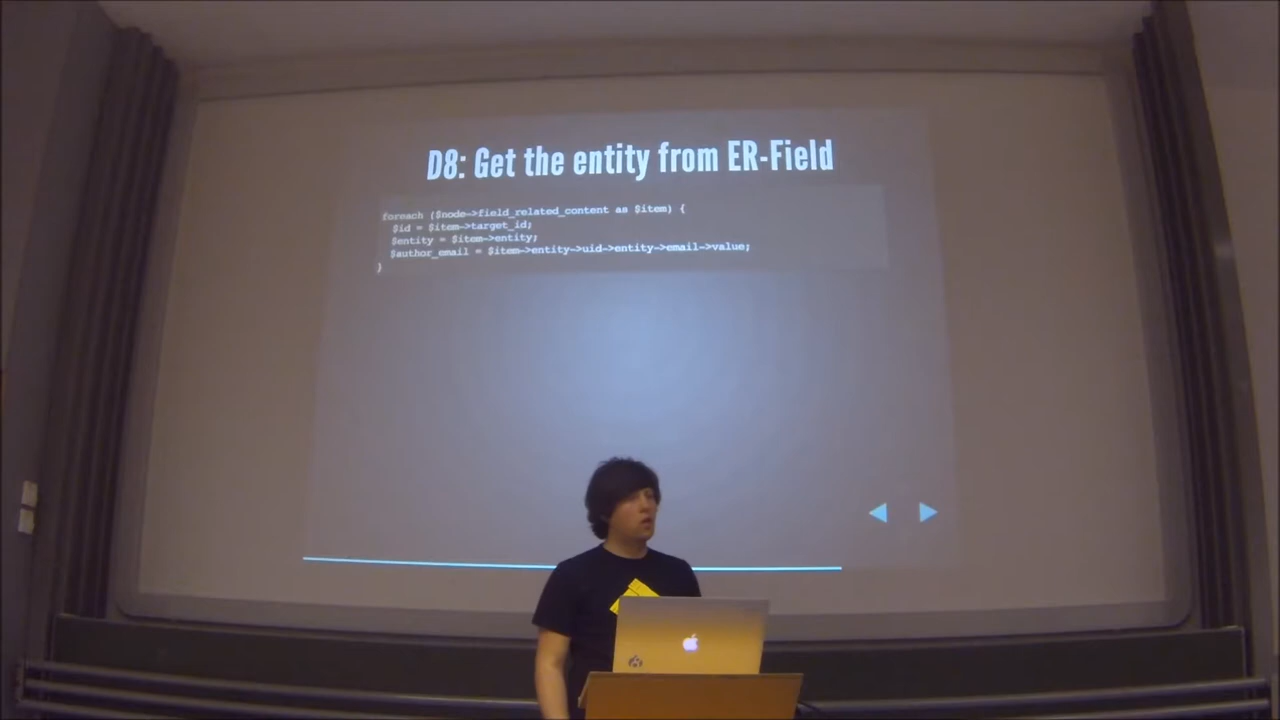 D8: Get the entity from ER-Field
foreach ($node->field_related_content as $item) {
$id = $item->target_id;
$entity = $item->entity;
$author_email = $item->entity->uid->entity->email->value;
}